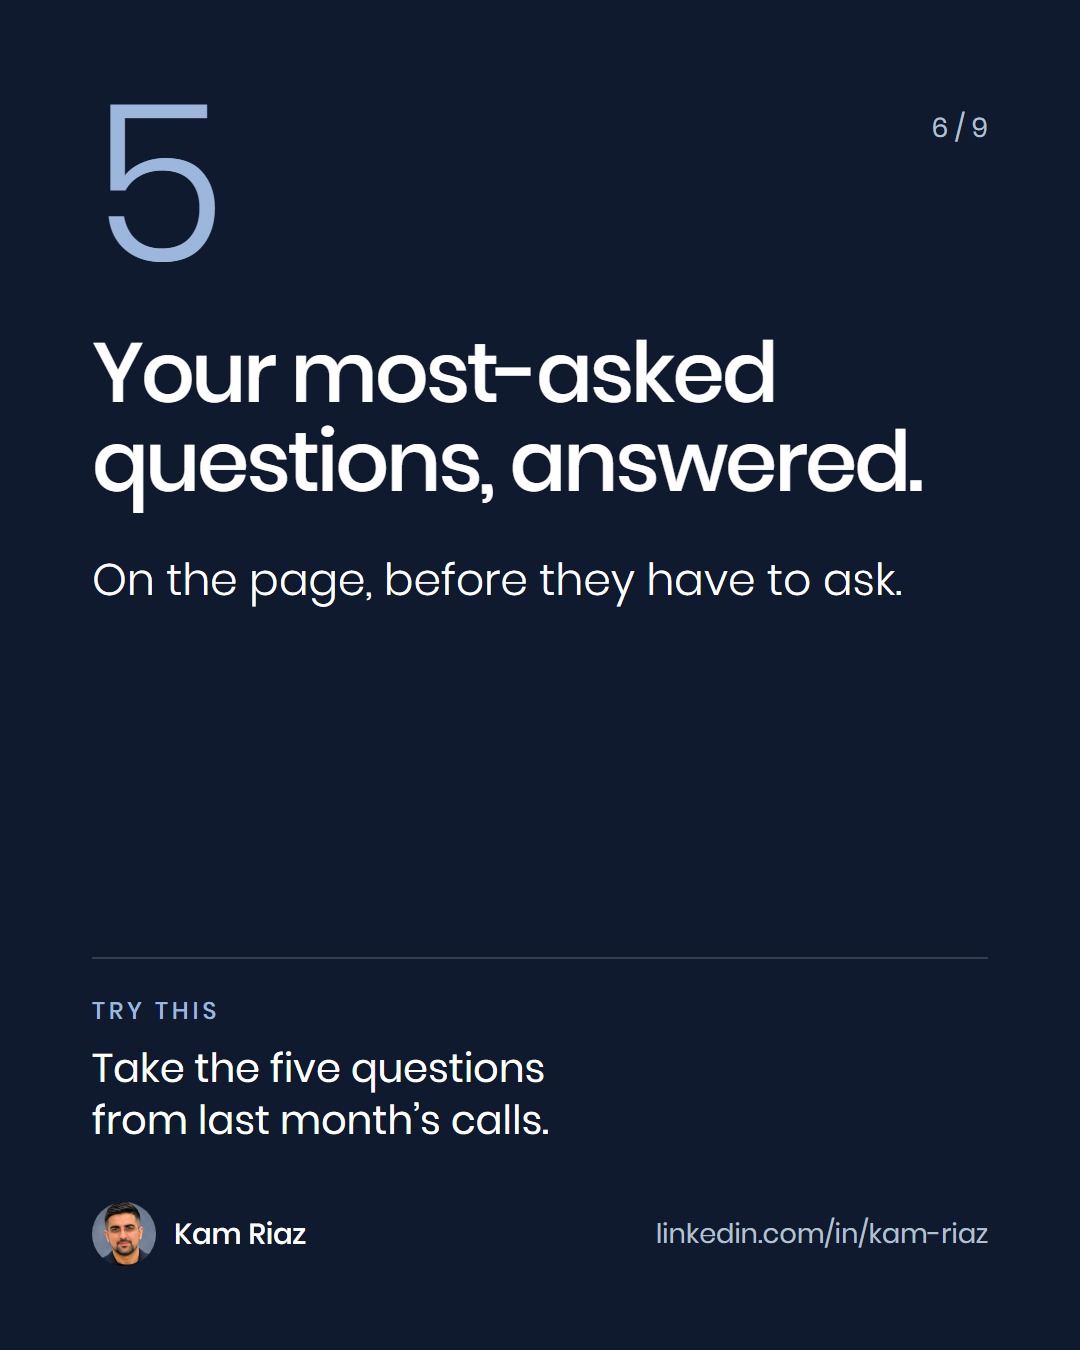 5
6 / 9
Your most-asked
questions, answered.
On the page, before they have to ask.
TRY THIS
Take the five questions
from last month’s calls.
Kam Riaz
linkedin.com/in/kam-riaz